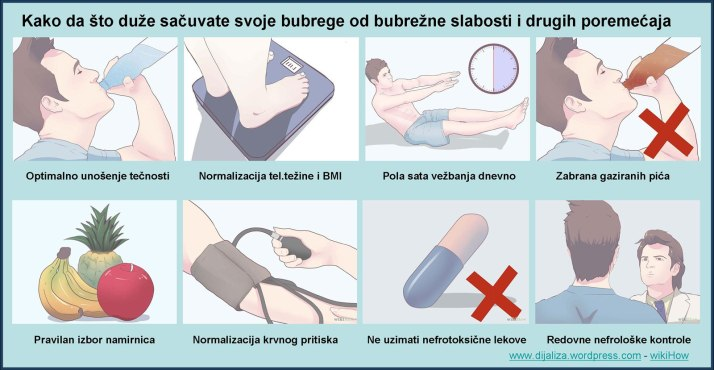 Kako da što duže sačuvate svoje bubrege od bubrežne slabosti i drugih poremećaja
Optimalno unošenje tečnosti
Normalizacija tel.težine i BMI
Pola sata vežbanja dnevno
Zabrana gaziranih pića
Pravilan izbor namirnica
Normalizacija krvnog pritiska
Ne uzimati nefrotoksične lekove
Redovne nefrološke kontrole
www.dijaliza.wordpress.com - wikiHow